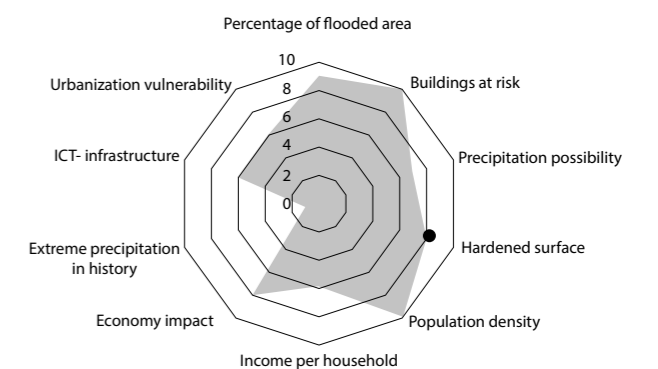 Percentage of flooded area
10
Urbanization vulnerability
8
Buildings at risk
6
4
ICT- infrastructure
Precipitation possibility
2
0
Extreme precipitation
in history
Hardened surface
Economy impact
Population density
Income per household